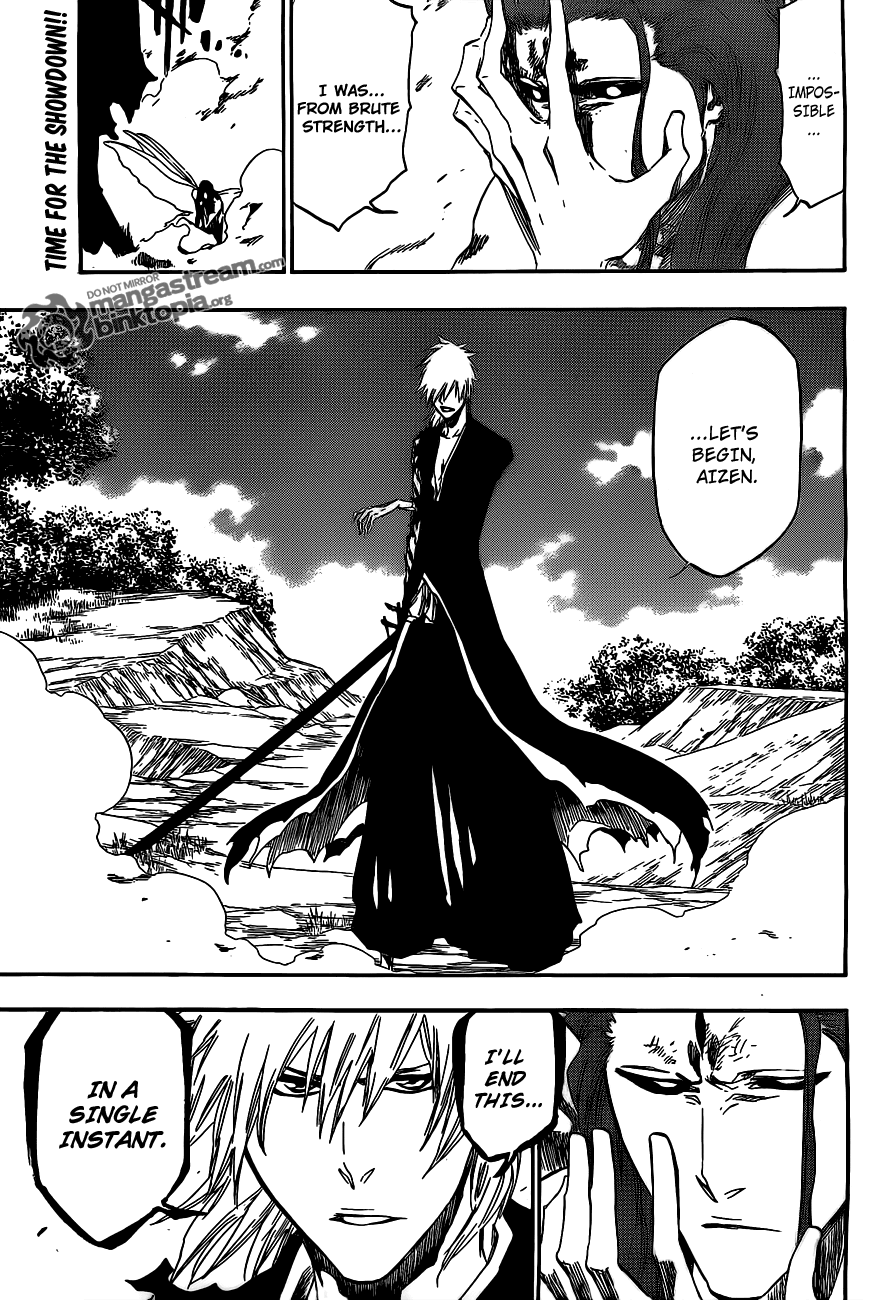 ...
IMPOS-
SIBLE
...
I WAS...
FROM BRUTE
STRENGTH...
TIME FOR THE SHOWDOWN!!
DO NOT MIRROR
mangastream.com
binktopia.org
...LET'S
BEGIN,
AIZEN.
I'LL
END
THIS...
IN A
SINGLE
INSTANT.